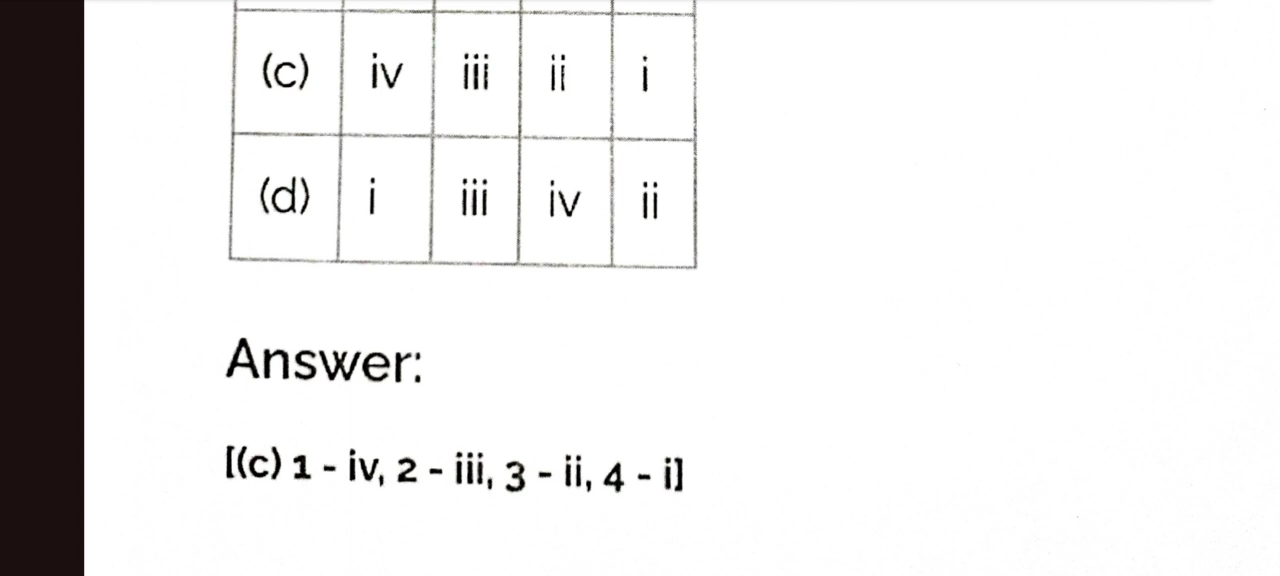 (c) iv iii ii i
(d) i iii iv ii
Answer:
[(c) 1 - iv, 2 - iii, 3 - ii, 4 - i]